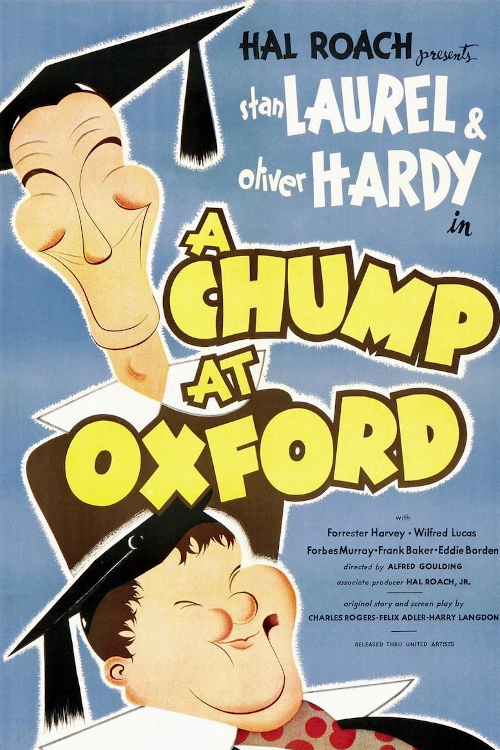 HAL ROACH presents
stan LAUREL &
oliver HARDY
in
A
CHUMP
AT
OXFORD
with
Forrester Harvey • Wilfred Lucas
Forbes Murray • Frank Baker • Eddie Borden
directed by ALFRED GOULDING
associate producer HAL ROACH, JR.
original story and screen play by
CHARLES ROGERS • FELIX ADLER • HARRY LANGDON
RELEASED THRU UNITED ARTISTS